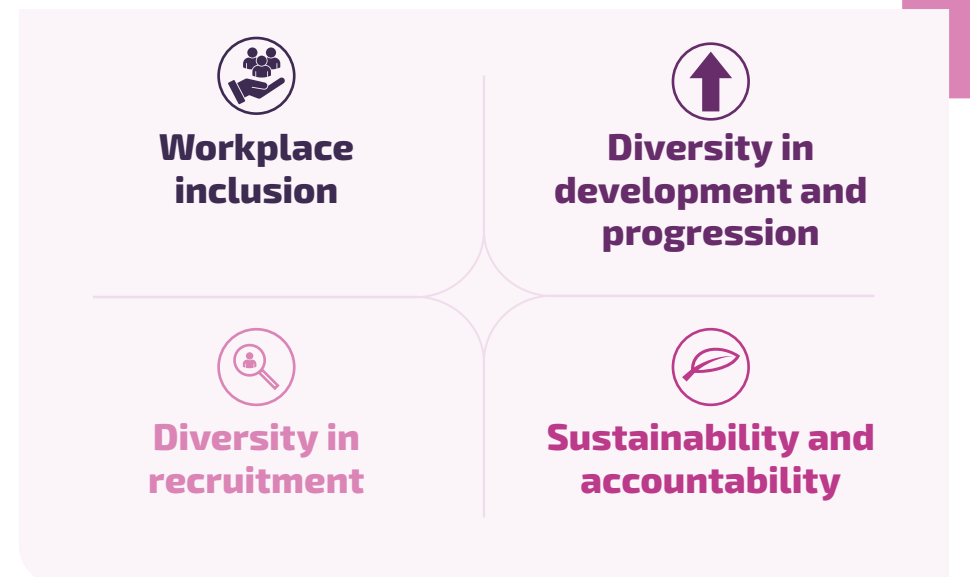 Workplace
inclusion
Diversity in
development and
progression
Diversity in
recruitment
Sustainability and
accountability